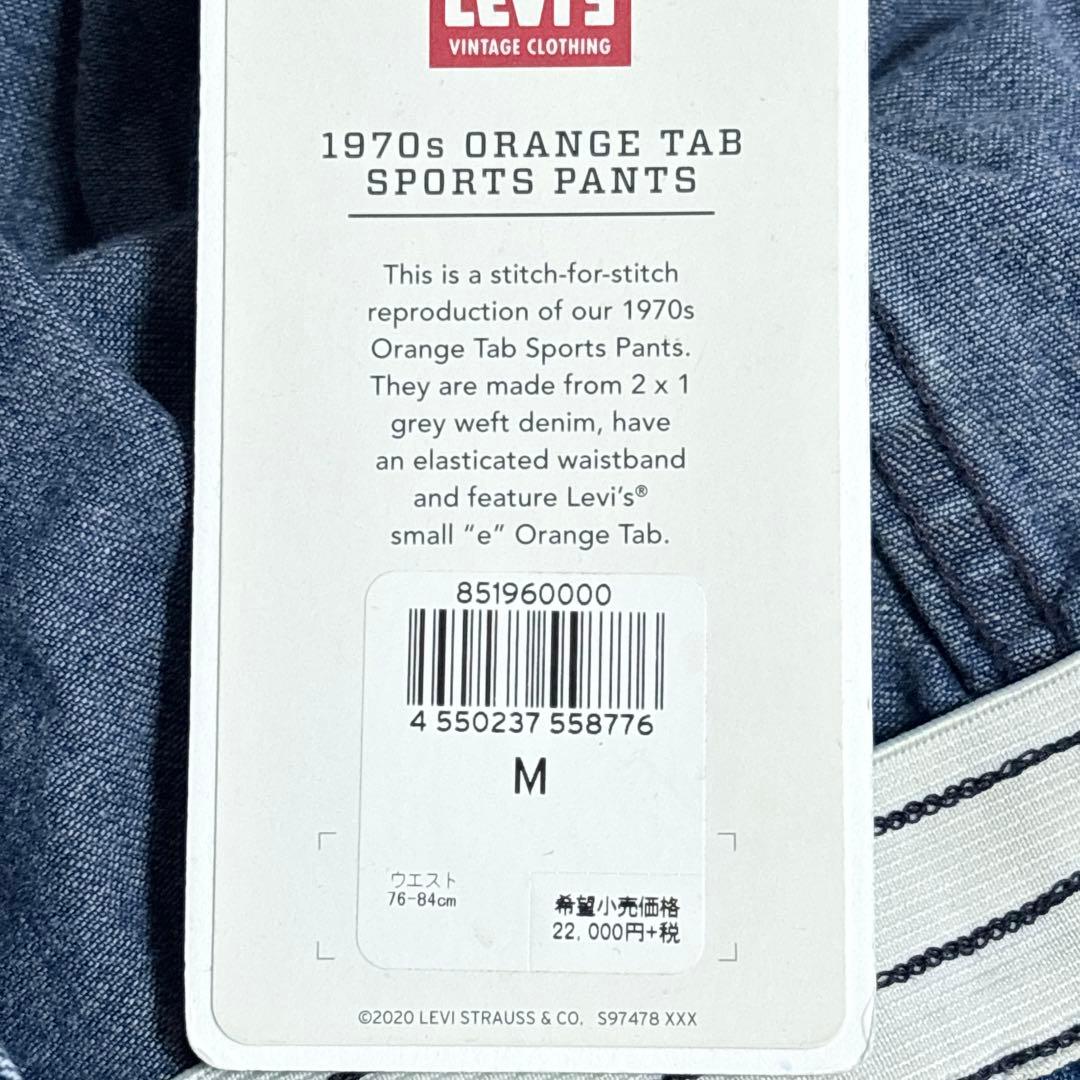 LEVI'S
VINTAGE CLOTHING
1970s ORANGE TAB
SPORTS PANTS
This is a stitch-for-stitch
reproduction of our 1970s
Orange Tab Sports Pants.
They are made from 2 x 1
grey weft denim, have
an elasticated waistband
and feature Levi's®
small "e" Orange Tab.
851960000
4 550237 558776
M
ウエスト
76-84cm
希望小売価格
22,000円+税
©2020 LEVI STRAUSS & CO. S97478 XXX